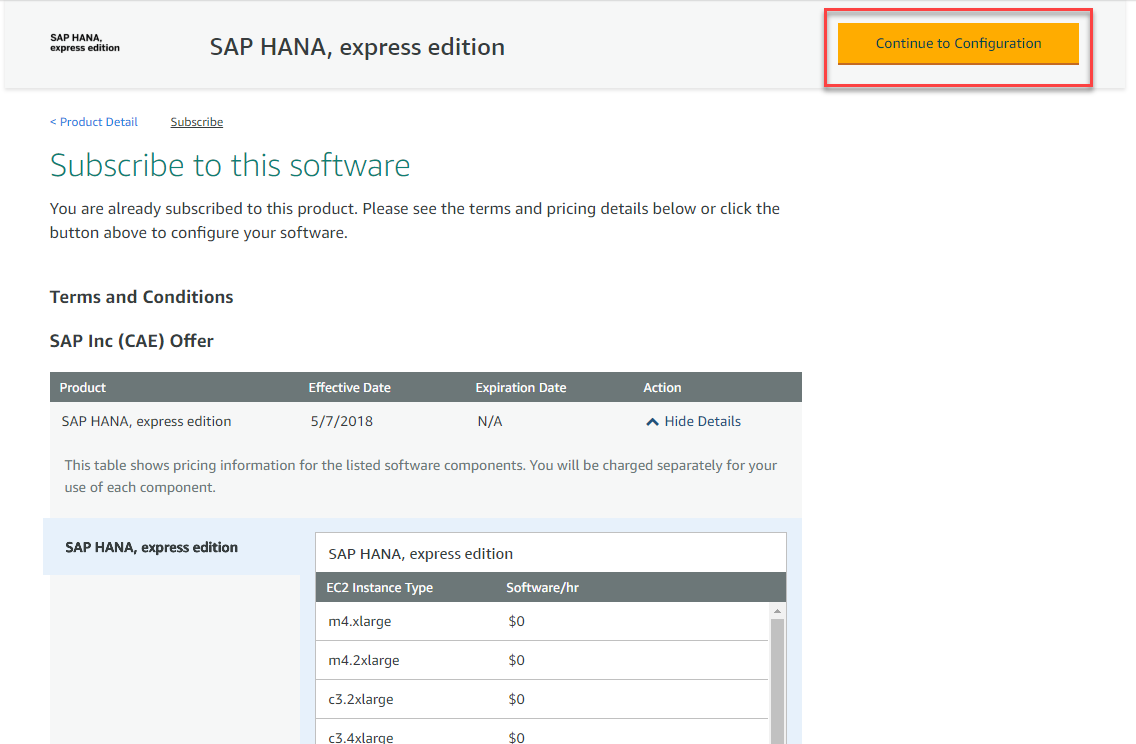 SAP HANA,
express edition
SAP HANA, express edition
Continue to Configuration
< Product Detail
Subscribe
Subscribe to this software
You are already subscribed to this product. Please see the terms and pricing details below or click the
button above to configure your software.
Terms and Conditions
SAP Inc (CAE) Offer
Product Effective Date Expiration Date Action
SAP HANA, express edition 5/7/2018 N/A Hide Details
This table shows pricing information for the listed software components. You will be charged separately for your
use of each component.
SAP HANA, express edition
SAP HANA, express edition
EC2 Instance Type Software/hr
m4.xlarge $0
m4.2xlarge $0
c3.2xlarge $0
c3.4xlarge $0